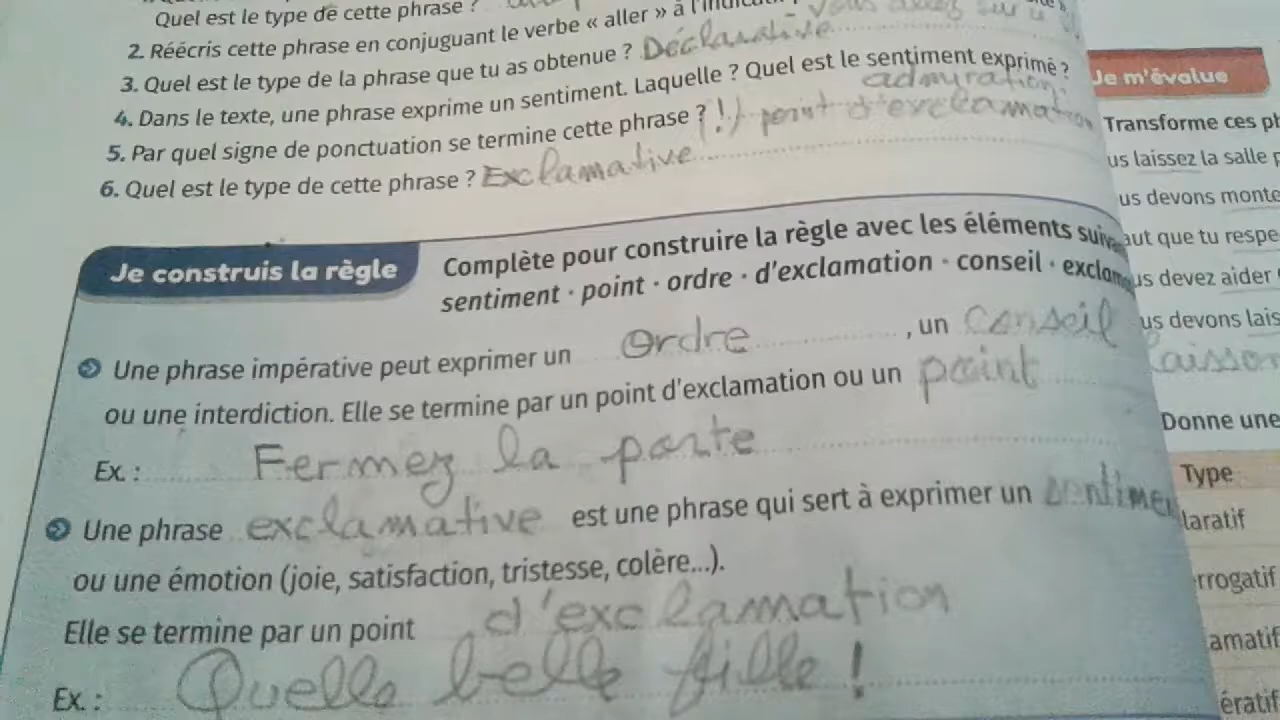 Quel est le type de cette phrase ?
2. Réécris cette phrase en conjuguant le verbe « aller » à l'indicatif
3. Quel est le type de la phrase que tu as obtenue ? Déclarative
4. Dans le texte, une phrase exprime un sentiment. Laquelle ? Quel est le sentiment exprimé ?
admiration
5. Par quel signe de ponctuation se termine cette phrase ? (!) point d'exclamation
6. Quel est le type de cette phrase ? Exclamative
Je construis la règle
Complète pour construire la règle avec les éléments
sentiment · point · ordre · d'exclamation · conseil ·
Une phrase impérative peut exprimer un ordre , un conseil
ou une interdiction. Elle se termine par un point d'exclamation ou un point
Ex. : Fermez la porte
Une phrase exclamative est une phrase qui sert à exprimer un sentimen
ou une émotion (joie, satisfaction, tristesse, colère...).
Elle se termine par un point d'exclamation
Ex. : Quelle belle fille !
Je m'évalue
Transforme ces ph
us laissez la salle
us devons monte
aut que tu respe
us devez aider
us devons lais
laisson
Donne une
Type
laratif
rrogatif
amatif
ératif